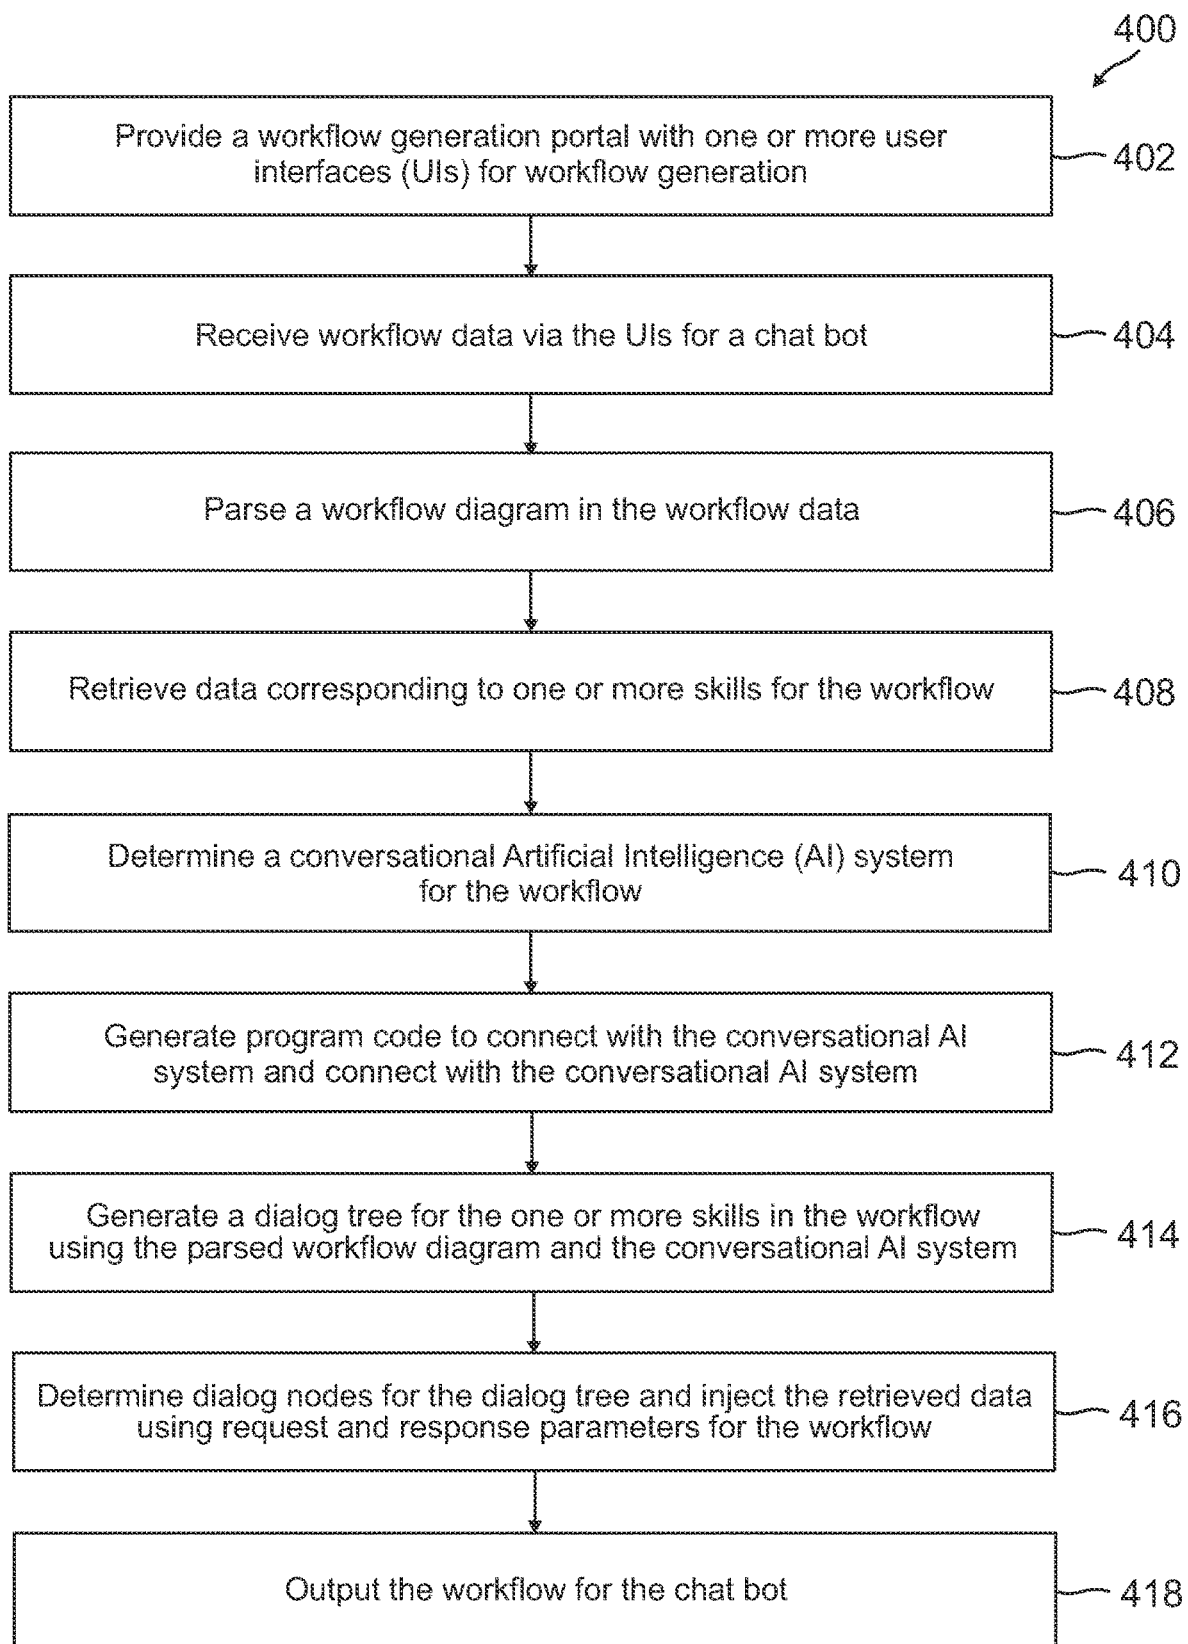 400
Provide a workflow generation portal with one or more user
interfaces (UIs) for workflow generation
402
Receive workflow data via the UIs for a chat bot
404
Parse a workflow diagram in the workflow data
406
Retrieve data corresponding to one or more skills for the workflow
408
Determine a conversational Artificial Intelligence (AI) system
for the workflow
410
Generate program code to connect with the conversational AI
system and connect with the conversational AI system
412
Generate a dialog tree for the one or more skills in the workflow
using the parsed workflow diagram and the conversational AI system
414
Determine dialog nodes for the dialog tree and inject the retrieved data
using request and response parameters for the workflow
416
Output the workflow for the chat bot
418